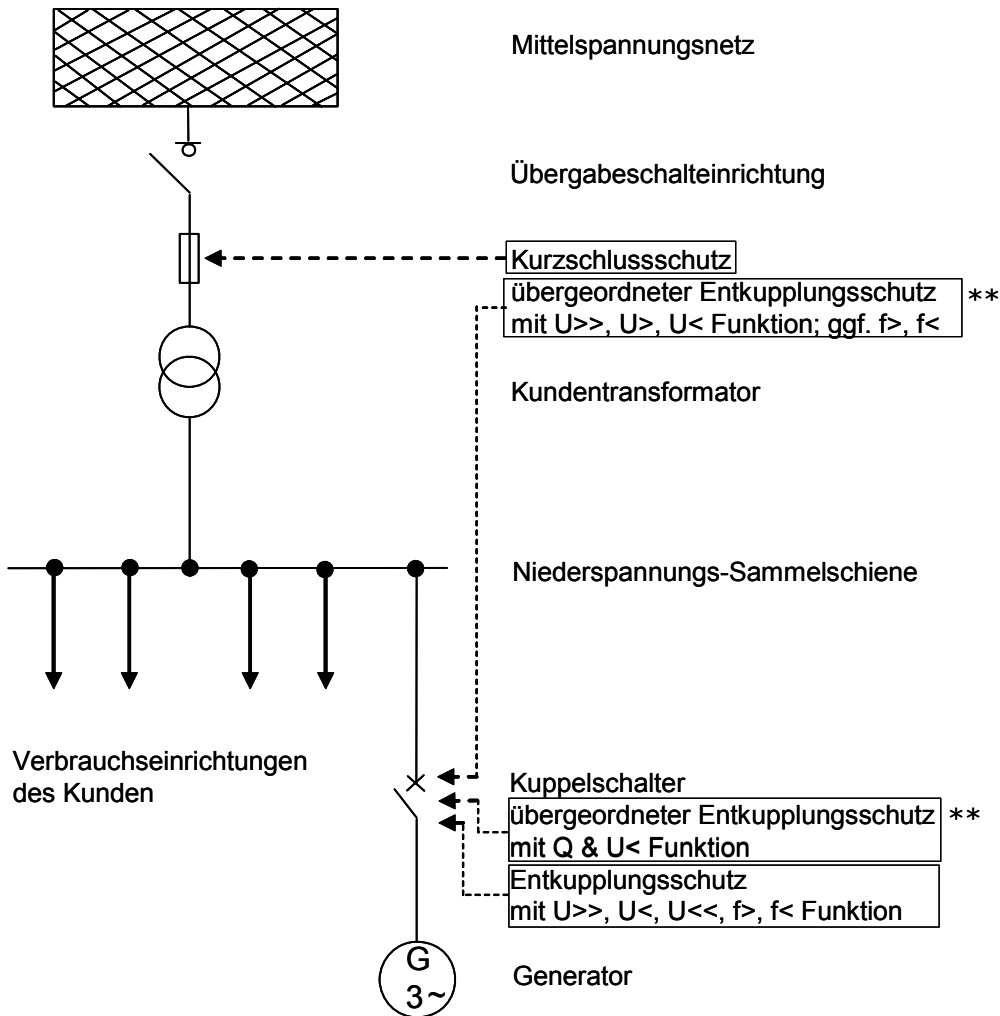 Mittelspannungsnetz
Übergabeschalteinrichtung
Kurzschlussschutz
übergeordneter Entkupplungsschutz **
mit U>>, U>, U< Funktion; ggf. f>, f<
Kundentransformator
Niederspannungs-Sammelschiene
Verbrauchseinrichtungen
des Kunden
Kuppelschalter
übergeordneter Entkupplungsschutz **
mit Q & U< Funktion
Entkupplungsschutz
mit U>>, U<, U<<, f>, f< Funktion
G
3~
Generator